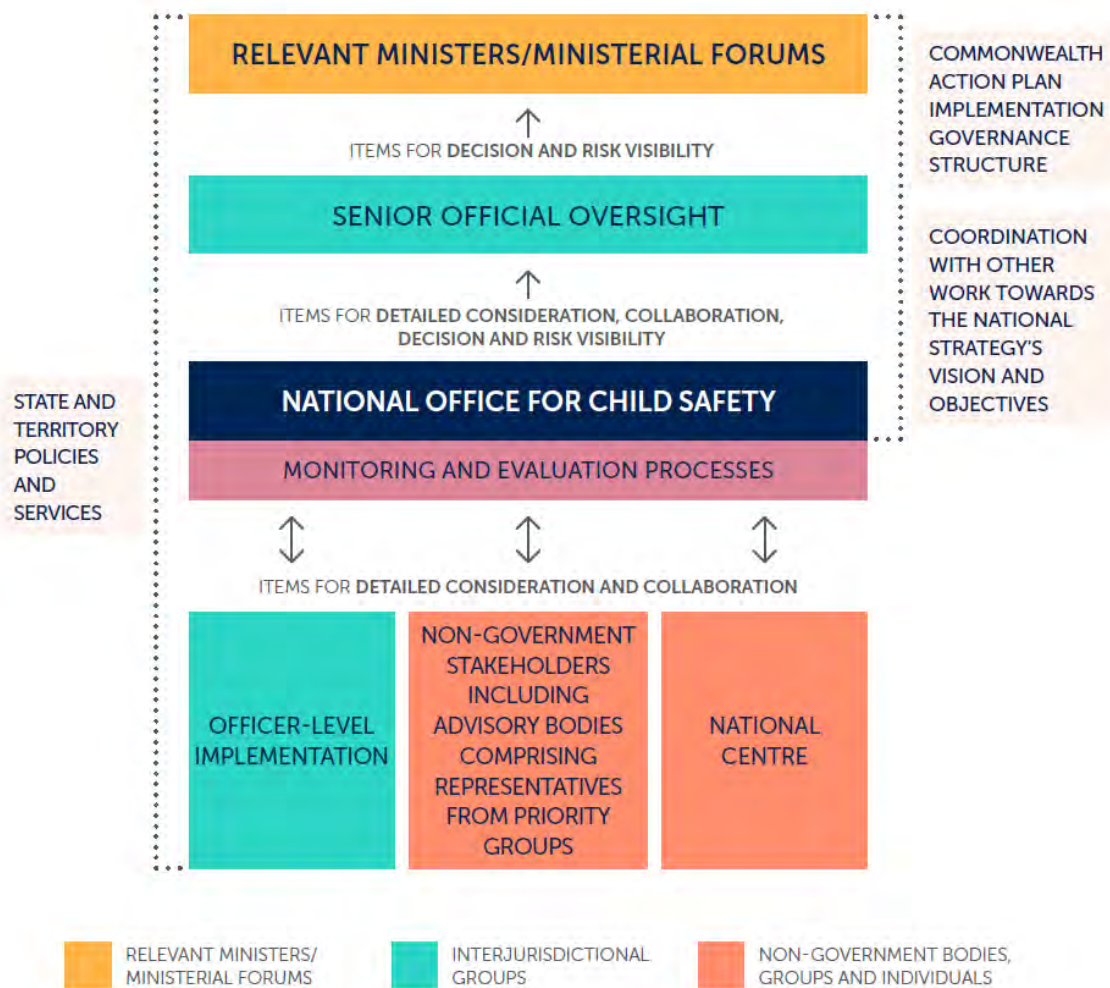 RELEVANT MINISTERS/MINISTERIAL FORUMS
COMMONWEALTH
ACTION PLAN
IMPLEMENTATION
GOVERNANCE
STRUCTURE
ITEMS FOR DECISION AND RISK VISIBILITY
SENIOR OFFICIAL OVERSIGHT
COORDINATION
WITH OTHER
WORK TOWARDS
THE NATIONAL
STRATEGY'S
VISION AND
OBJECTIVES
ITEMS FOR DETAILED CONSIDERATION, COLLABORATION,
DECISION AND RISK VISIBILITY
NATIONAL OFFICE FOR CHILD SAFETY
STATE AND
TERRITORY
POLICIES
AND
SERVICES
MONITORING AND EVALUATION PROCESSES
ITEMS FOR DETAILED CONSIDERATION AND COLLABORATION
OFFICER-LEVEL
IMPLEMENTATION
NON-GOVERNMENT
STAKEHOLDERS
INCLUDING
ADVISORY BODIES
COMPRISING
REPRESENTATIVES
FROM PRIORITY
GROUPS
NATIONAL
CENTRE
RELEVANT MINISTERS/
MINISTERIAL FORUMS
INTERJURISDICTIONAL
GROUPS
NON-GOVERNMENT BODIES,
GROUPS AND INDIVIDUALS